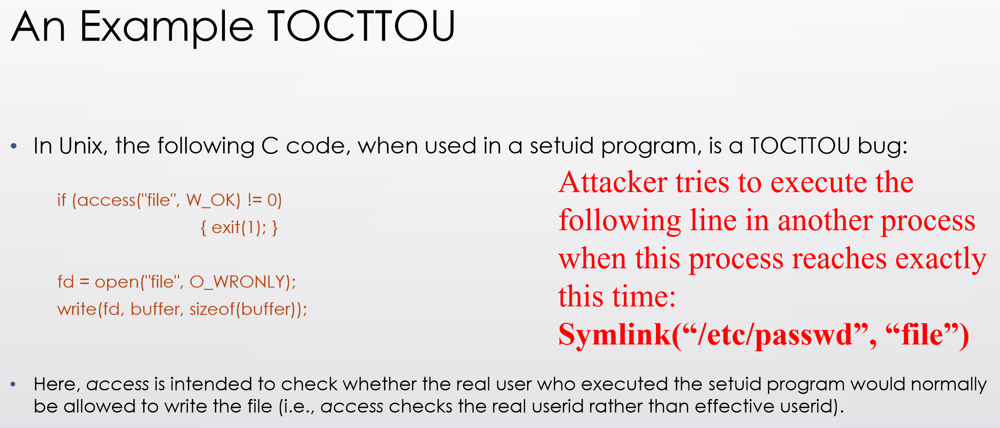 An Example TOCTTOU
• In Unix, the following C code, when used in a setuid program, is a TOCTTOU bug:
if (access("file", W_OK) != 0)
{ exit(1); }
fd = open("file", O_WRONLY);
write(fd, buffer, sizeof(buffer));
Attacker tries to execute the
following line in another process
when this process reaches exactly
this time:
Symlink(“/etc/passwd”, “file”)
• Here, access is intended to check whether the real user who executed the setuid program would normally
be allowed to write the file (i.e., access checks the real userid rather than effective userid).